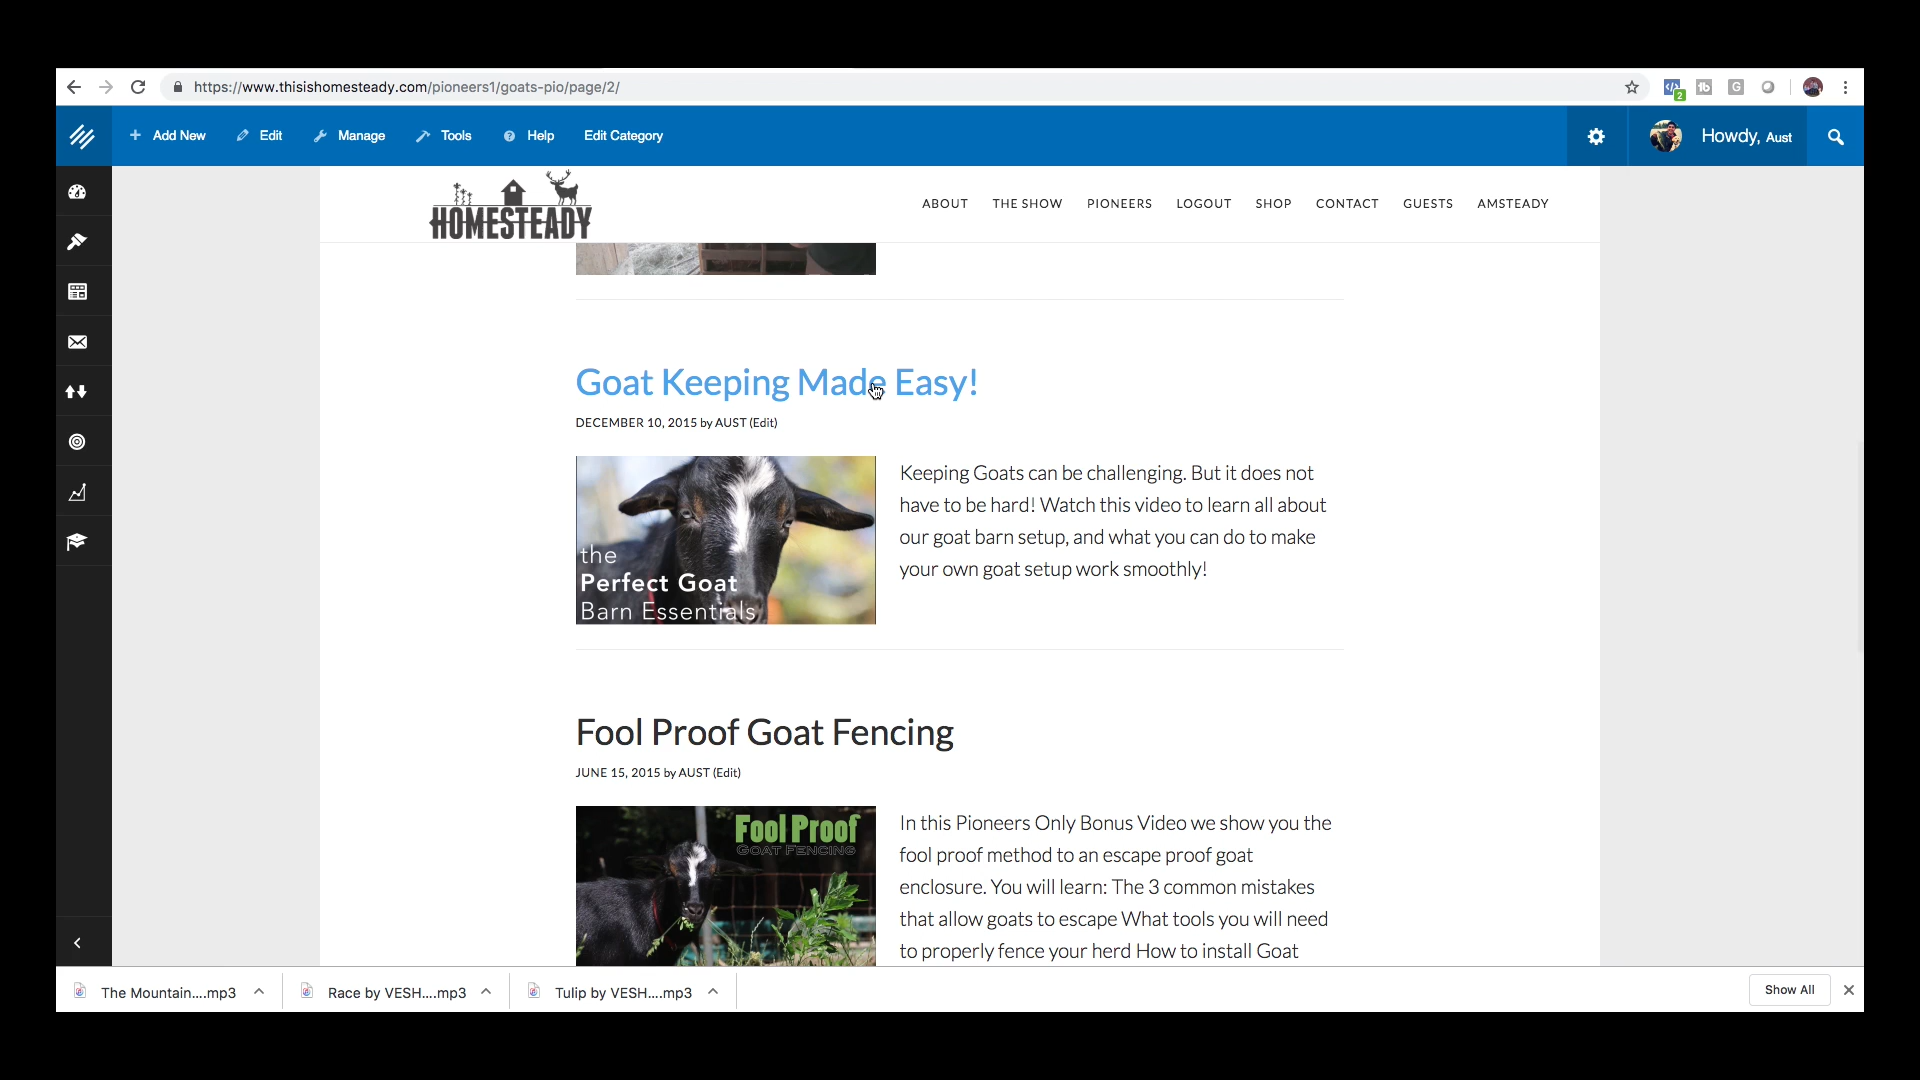 https://www.thisishomesteady.com/pioneers1/goats-pio/page/2/
2
tb
G
+ Add New
Edit
Manage
Tools
? Help
Edit Category
Howdy, Aust
HOMESTEADY
ABOUT THE SHOW PIONEERS LOGOUT SHOP CONTACT GUESTS AMSTEADY
Goat Keeping Made Easy!
DECEMBER 10, 2015 by AUST (Edit)
the
Perfect Goat
Barn Essentials
Keeping Goats can be challenging. But it does not
have to be hard! Watch this video to learn all about
our goat barn setup, and what you can do to make
your own goat setup work smoothly!
Fool Proof Goat Fencing
JUNE 15, 2015 by AUST (Edit)
Fool Proof
GOAT FENCING
In this Pioneers Only Bonus Video we show you the
fool proof method to an escape proof goat
enclosure. You will learn: The 3 common mistakes
that allow goats to escape What tools you will need
to properly fence your herd How to install Goat
The Mountain....mp3
Race by VESH....mp3
Tulip by VESH....mp3
Show All